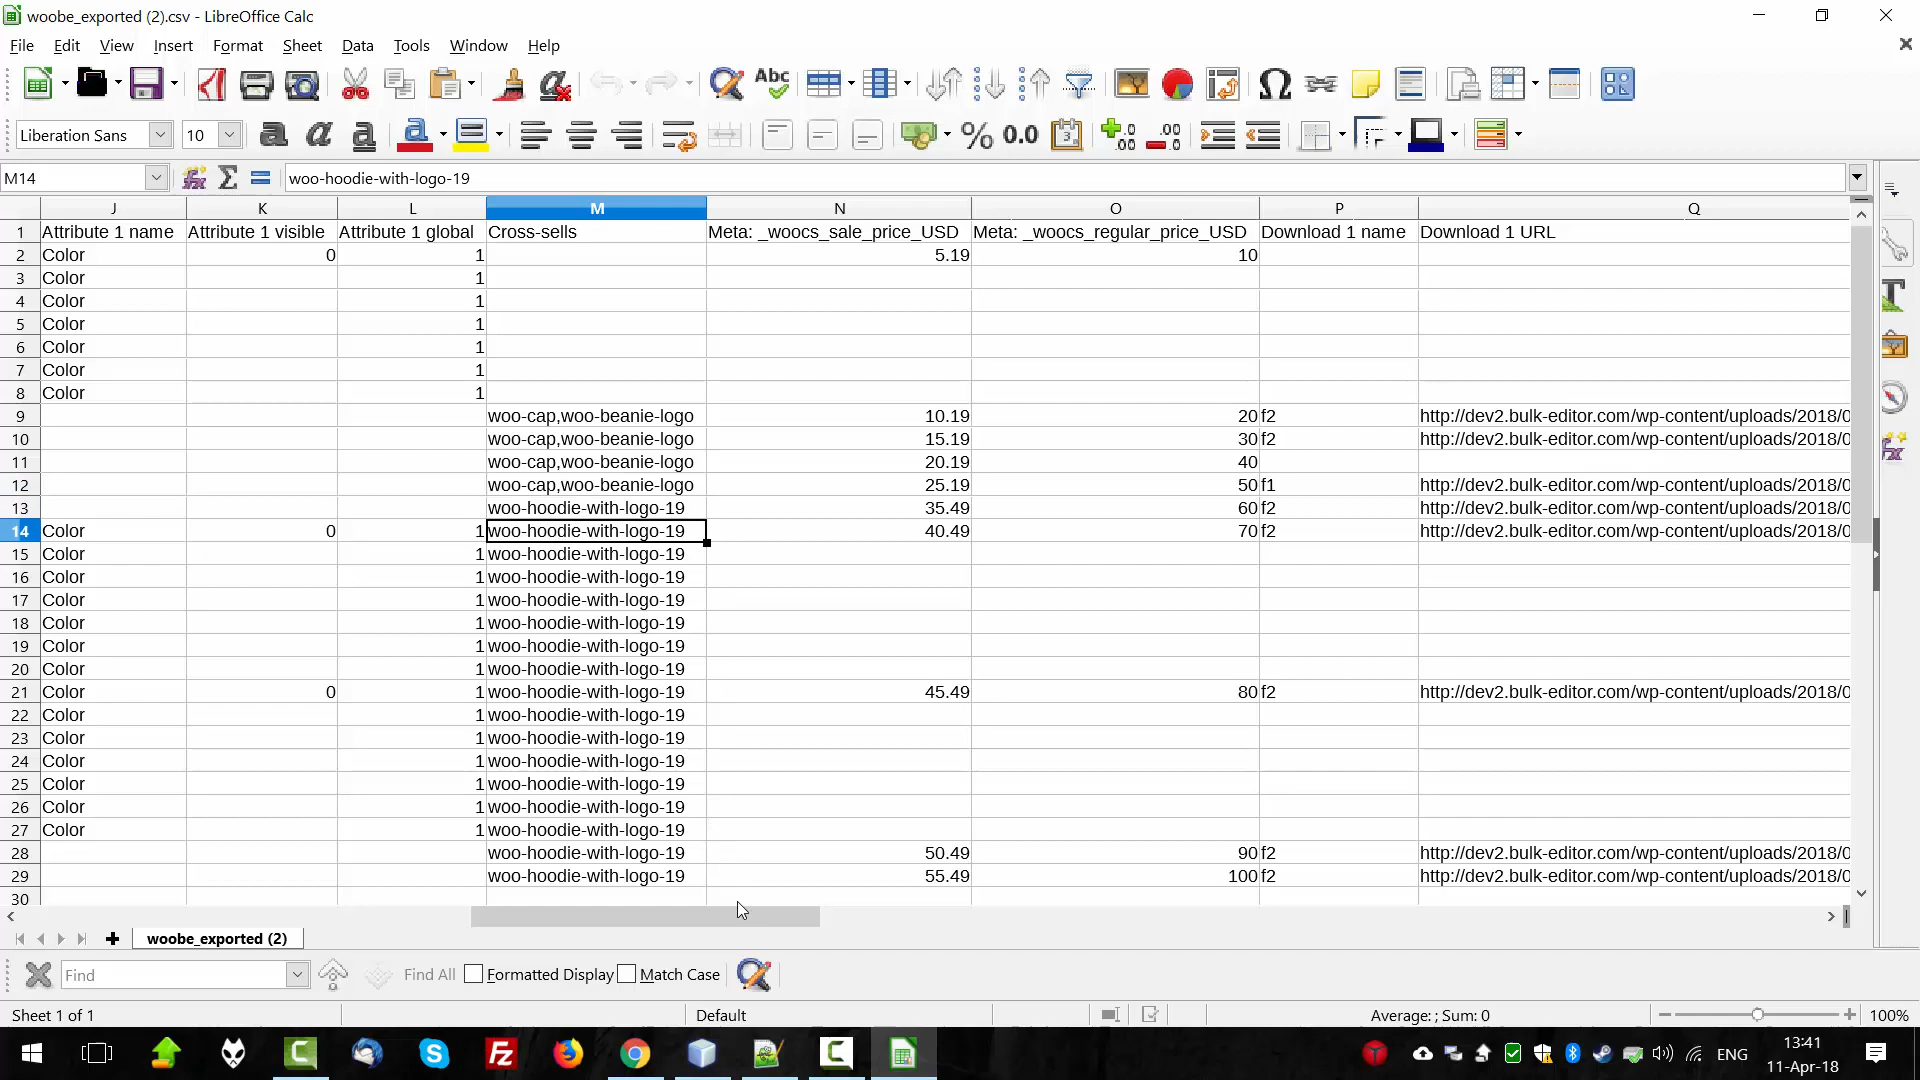 woobe_exported (2).csv - LibreOffice Calc
File Edit View Insert Format Sheet Data Tools Window Help
Abc
Liberation Sans 10 a a a a % 0.0
M14 woo-hoodie-with-logo-19
J K L M N O P Q
1 Attribute 1 name Attribute 1 visible Attribute 1 global Cross-sells Meta: _woocs_sale_price_USD Meta: _woocs_regular_price_USD Download 1 name Download 1 URL
2 Color 0 1 5.19 10
3 Color 1
4 Color 1
5 Color 1
6 Color 1
7 Color 1
8 Color 1
9 woo-cap,woo-beanie-logo 10.19 20 f2 http://dev2.bulk-editor.com/wp-content/uploads/2018/0
10 woo-cap,woo-beanie-logo 15.19 30 f2 http://dev2.bulk-editor.com/wp-content/uploads/2018/0
11 woo-cap,woo-beanie-logo 20.19 40
12 woo-cap,woo-beanie-logo 25.19 50 f1 http://dev2.bulk-editor.com/wp-content/uploads/2018/0
13 woo-hoodie-with-logo-19 35.49 60 f2 http://dev2.bulk-editor.com/wp-content/uploads/2018/0
14 Color 0 1 woo-hoodie-with-logo-19 40.49 70 f2 http://dev2.bulk-editor.com/wp-content/uploads/2018/0
15 Color 1 woo-hoodie-with-logo-19
16 Color 1 woo-hoodie-with-logo-19
17 Color 1 woo-hoodie-with-logo-19
18 Color 1 woo-hoodie-with-logo-19
19 Color 1 woo-hoodie-with-logo-19
20 Color 1 woo-hoodie-with-logo-19
21 Color 0 1 woo-hoodie-with-logo-19 45.49 80 f2 http://dev2.bulk-editor.com/wp-content/uploads/2018/0
22 Color 1 woo-hoodie-with-logo-19
23 Color 1 woo-hoodie-with-logo-19
24 Color 1 woo-hoodie-with-logo-19
25 Color 1 woo-hoodie-with-logo-19
26 Color 1 woo-hoodie-with-logo-19
27 Color 1 woo-hoodie-with-logo-19
28 woo-hoodie-with-logo-19 50.49 90 f2 http://dev2.bulk-editor.com/wp-content/uploads/2018/0
29 woo-hoodie-with-logo-19 55.49 100 f2 http://dev2.bulk-editor.com/wp-content/uploads/2018/0
30
woobe_exported (2)
Find Find All Formatted Display Match Case
Sheet 1 of 1 Default Average: ; Sum: 0 100%
ENG 13:41
11-Apr-18